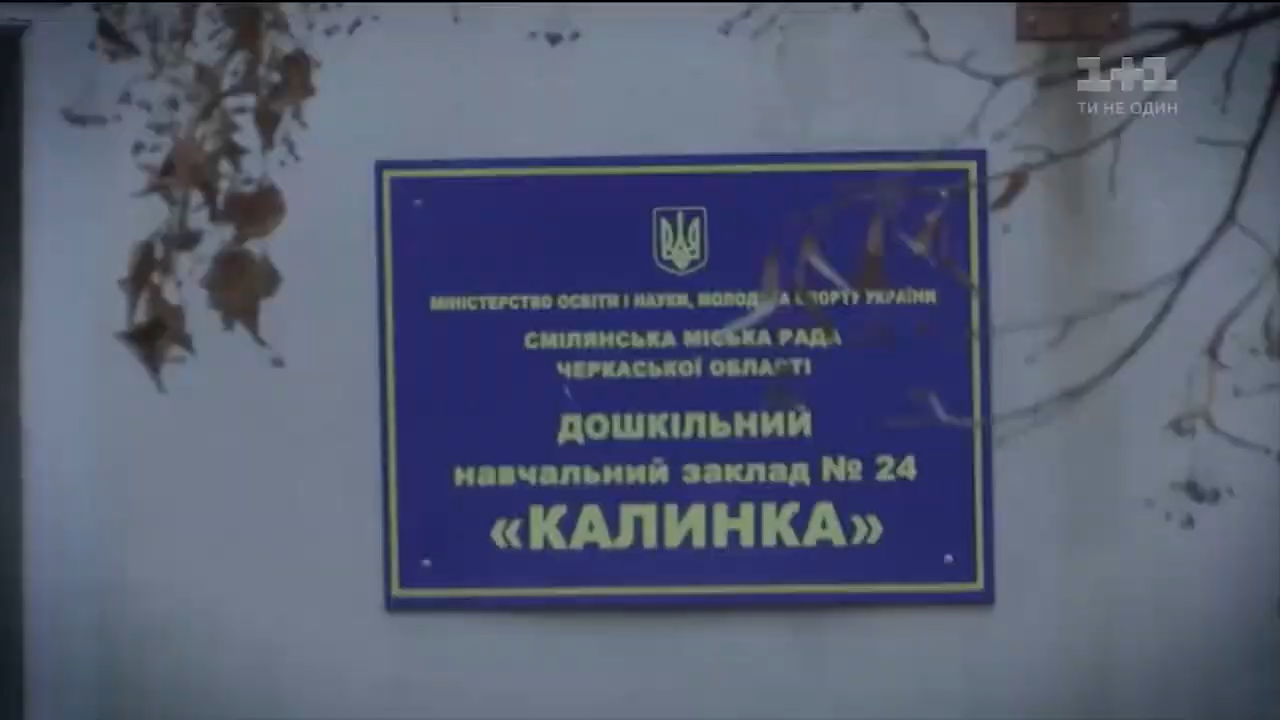 1+1
ТИ НЕ ОДИН
МІНІСТЕРСТВО ОСВІТИ І НАУКИ, СПОРТУ УКРАЇНИ
СМІЛЯНСЬКА МІСЬКА РАДА
ЧЕРКАСЬКОЇ ОБЛАСТІ
ДОШКІЛЬНИЙ
навчальний заклад № 24
«КАЛИНКА»